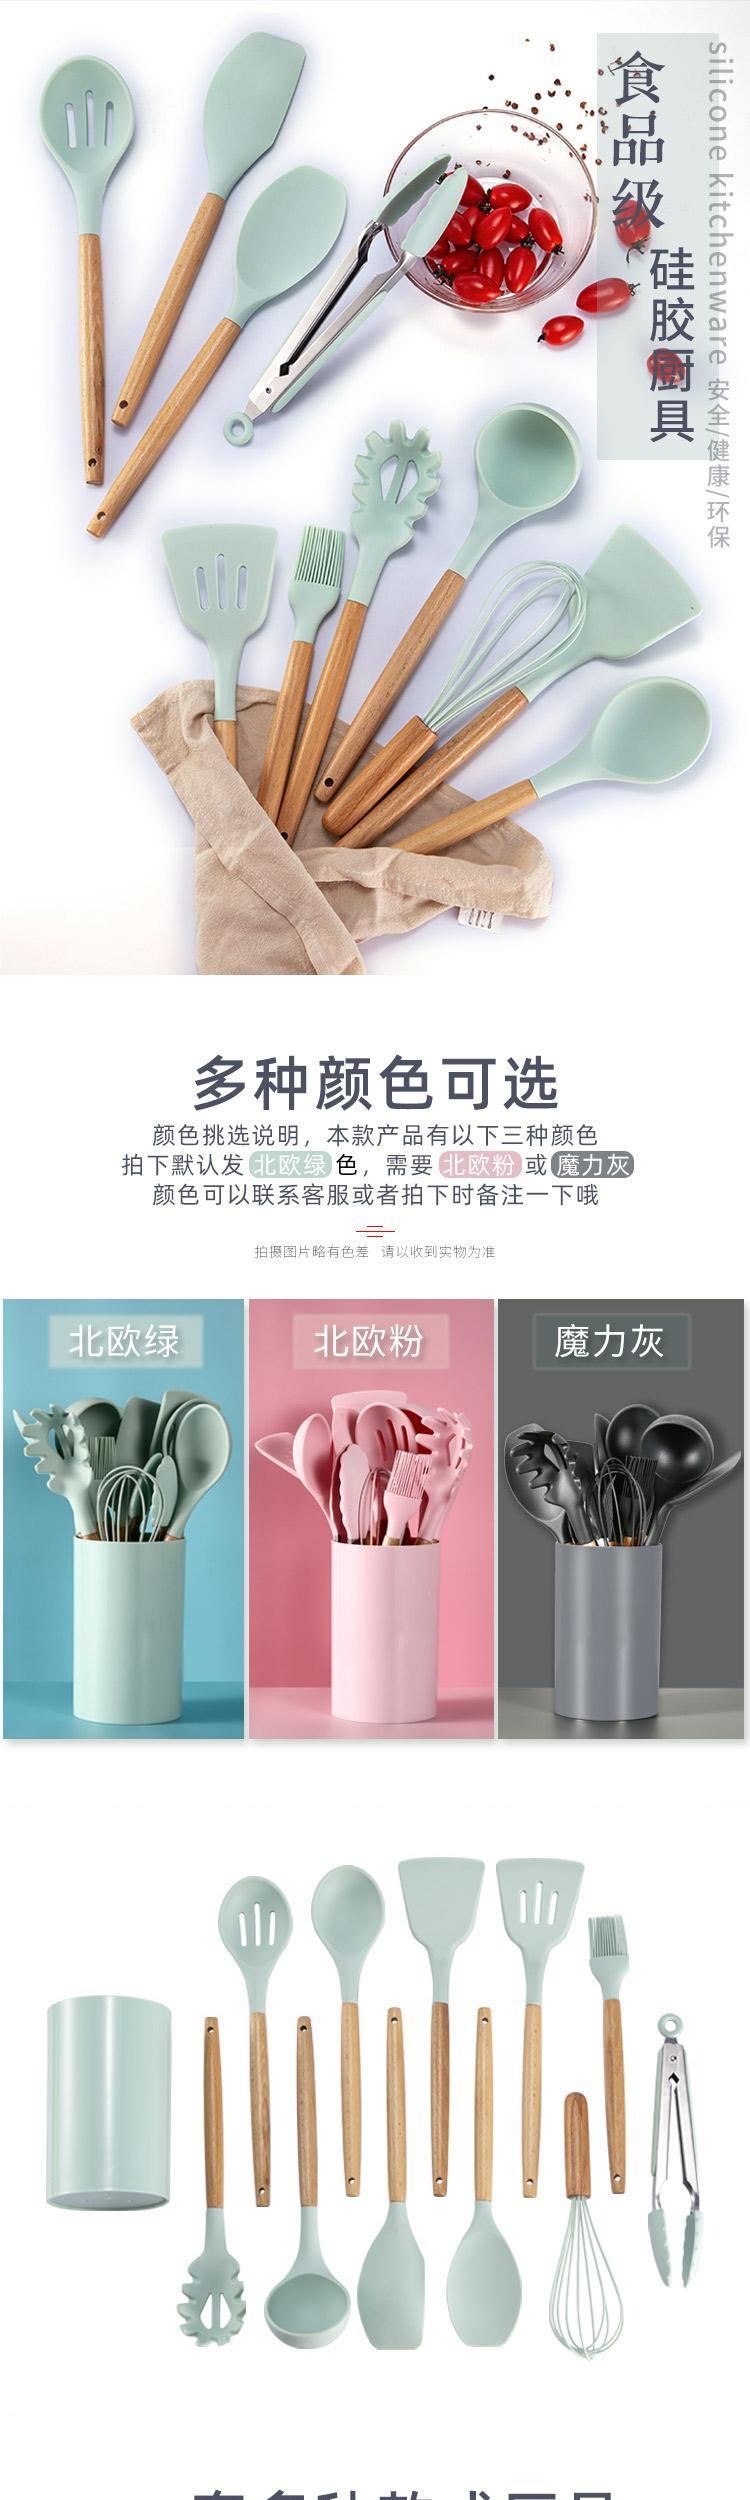 食品级
硅胶厨具
silicone kitchenware 安全/健康/环保
多种颜色可选
颜色挑选说明，本款产品有以下三种颜色
拍下默认发 北欧绿 色，需要 北欧粉 或 魔力灰
颜色可以联系客服或者拍下时备注一下哦
拍摄图片略有色差 请以收到实物为准
北欧绿
北欧粉
魔力灰